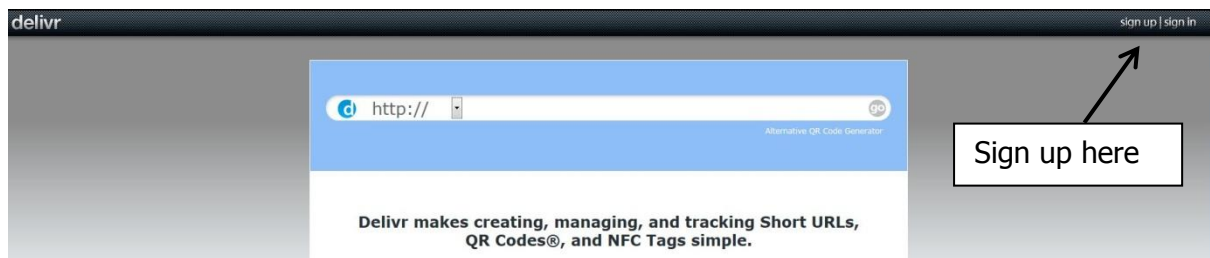 delivr
sign up | sign in
d http://
go
Alternative QR Code Generator
Sign up here
Delivr makes creating, managing, and tracking Short URLs,
QR Codes®, and NFC Tags simple.